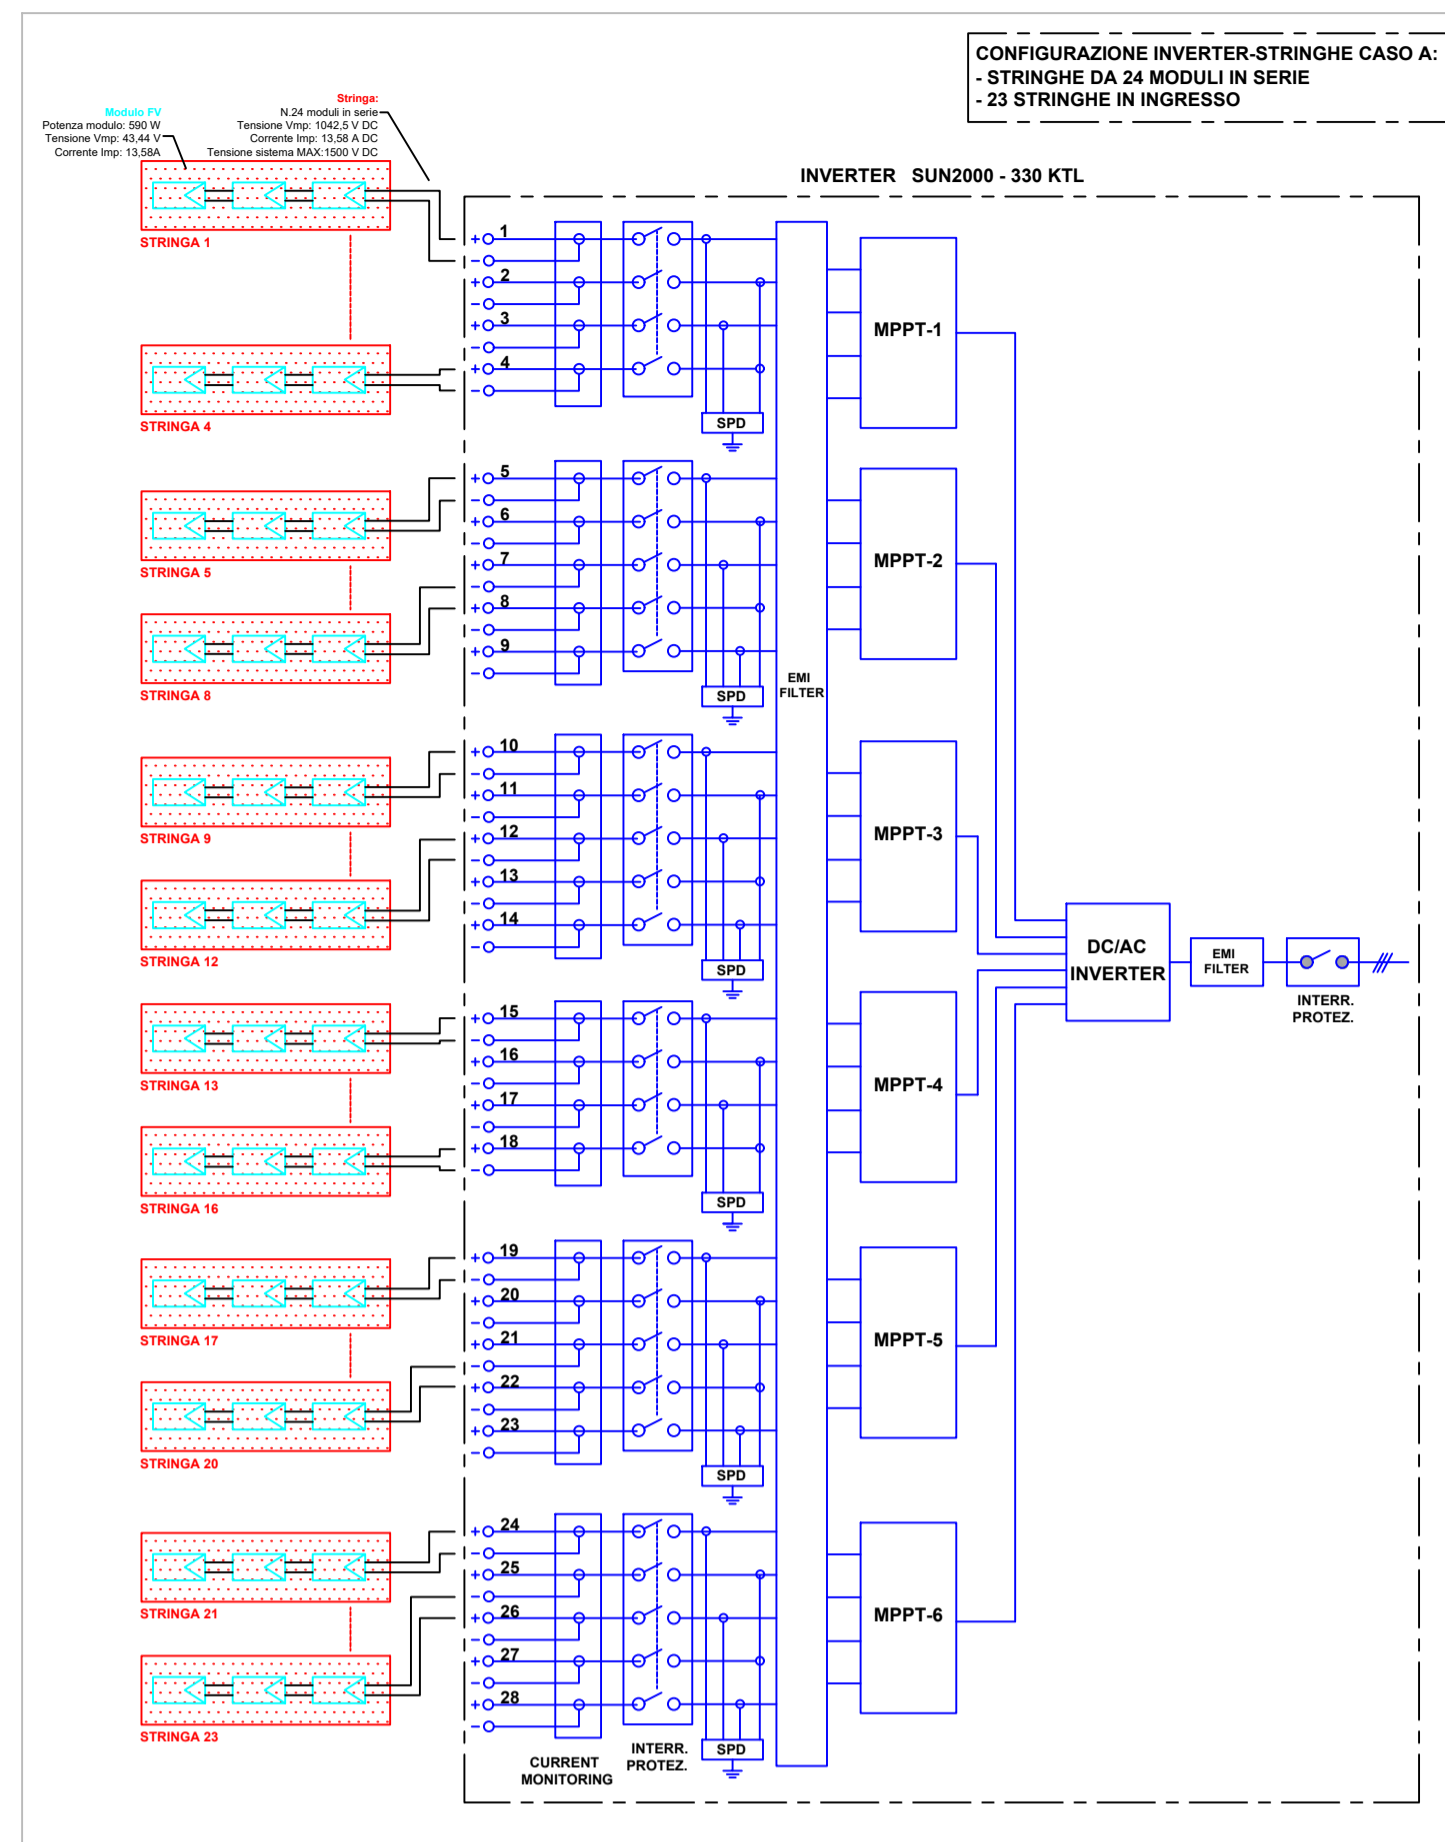 CONFIGURAZIONE INVERTER-STRINGHE CASO A:
- STRINGHE DA 24 MODULI IN SERIE
- 23 STRINGHE IN INGRESSO
Modulo FV
Potenza modulo: 590 W
Tensione Vmp: 43,44 V
Corrente Imp: 13,58A
Stringa:
N.24 moduli in serie
Tensione Vmp: 1042,5 V DC
Corrente Imp: 13,58 A DC
Tensione sistema MAX:1500 V DC
INVERTER SUN2000 - 330 KTL
STRINGA 1
STRINGA 4
STRINGA 5
STRINGA 8
STRINGA 9
STRINGA 12
STRINGA 13
STRINGA 16
STRINGA 17
STRINGA 20
STRINGA 21
STRINGA 23
+ 1
-
+ 2
-
+ 3
-
+ 4
-
SPD
+ 5
-
+ 6
-
+ 7
-
+ 8
-
+ 9
-
SPD
+ 10
-
+ 11
-
+ 12
-
+ 13
-
+ 14
-
SPD
+ 15
-
+ 16
-
+ 17
-
+ 18
-
SPD
+ 19
-
+ 20
-
+ 21
-
+ 22
-
+ 23
-
SPD
+ 24
-
+ 25
-
+ 26
-
+ 27
-
+ 28
-
SPD
CURRENT
MONITORING
INTERR.
PROTEZ.
EMI
FILTER
MPPT-1
MPPT-2
MPPT-3
MPPT-4
MPPT-5
MPPT-6
DC/AC
INVERTER
EMI
FILTER
INTERR.
PROTEZ.